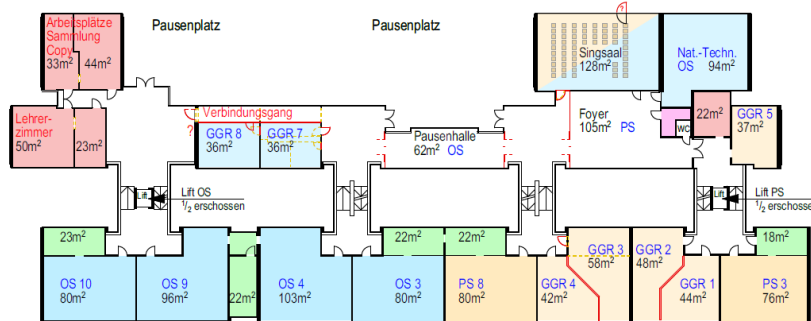 Arbeitsplätze
Sammlung
Copy
33m² 44m²
Pausenplatz
Pausenplatz
?
Singsaal
128m²
Nat.-Techn.
OS 94m²
Lehrer-
zimmer
50m²
23m²
Verbindungsgang
?
GGR 8
36m²
GGR 7
36m²
Pausenhalle
62m² OS
Foyer
105m² PS
WC
22m²
GGR 5
37m²
Lift
Lift OS
1/2 erschossen
Lift
Lift PS
1/2 erschossen
23m²
22m²
22m²
22m²
18m²
OS 10
80m²
OS 9
96m²
OS 4
103m²
OS 3
80m²
PS 8
80m²
GGR 4
42m²
GGR 3
58m²
GGR 2
48m²
GGR 1
44m²
PS 3
76m²